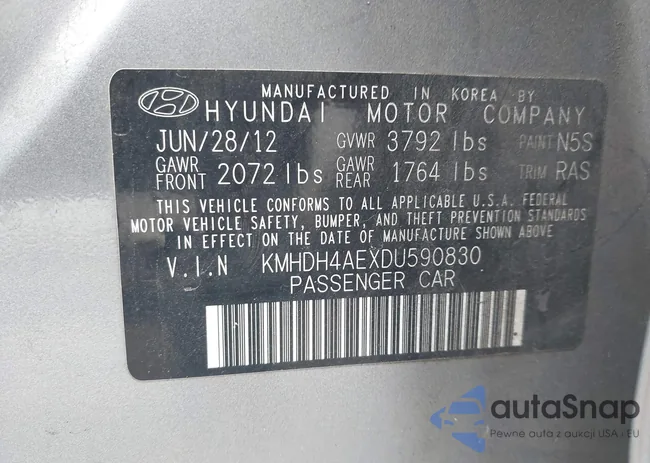 MANUFACTURED IN KOREA BY
HYUNDAI MOTOR COMPANY
JUN/28/12 GVWR 3792 lbs PAINT N5S
GAWR FRONT 2072 lbs GAWR REAR 1764 lbs TRIM RAS
THIS VEHICLE CONFORMS TO ALL APPLICABLE U.S.A. FEDERAL
MOTOR VEHICLE SAFETY, BUMPER, AND THEFT PREVENTION STANDARDS
IN EFFECT ON THE DATE OF MANUFACTURE SHOWN ABOVE.
V.I.N KMHDH4AEXDU590830
PASSENGER CAR
autaSnap
Pewne auta z aukcji USA i EU